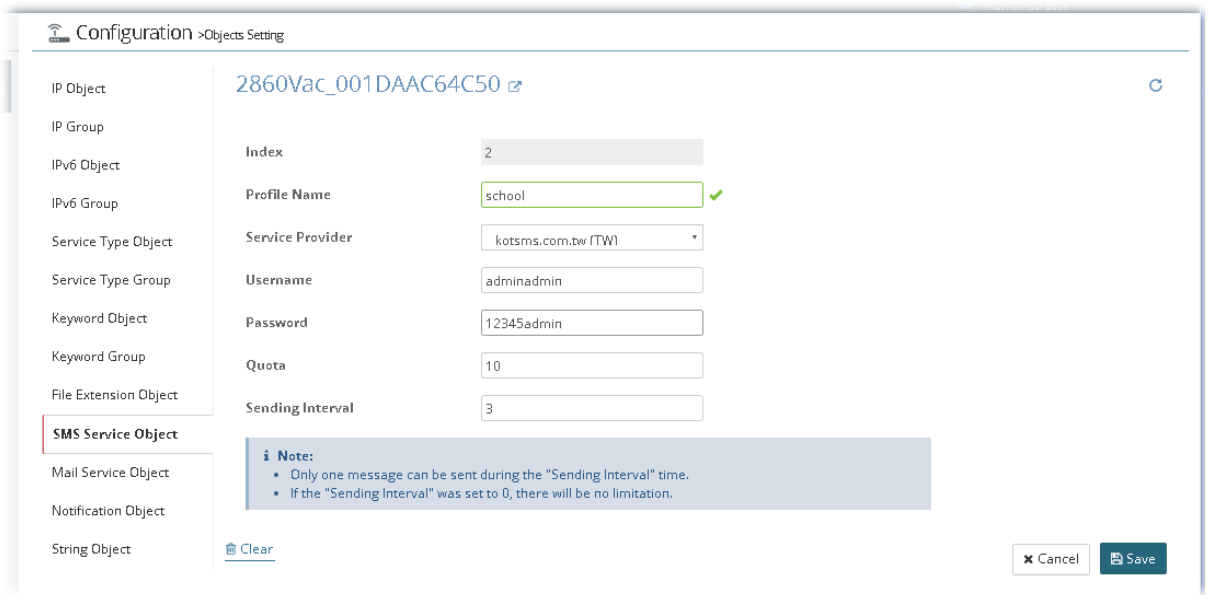 Administrator
Configuration >Objects Setting
IP Object
IP Group
IPv6 Object
IPv6 Group
Service Type Object
Service Type Group
Keyword Object
Keyword Group
File Extension Object
SMS Service Object
Mail Service Object
Notification Object
String Object
2860Vac_001DAAC64C50
Index 2
Profile Name school
Service Provider kotsms.com.tw [TW]
Username adminadmin
Password 12345admin
Quota 10
Sending Interval 3
Note:
• Only one message can be sent during the "Sending Interval" time.
• If the "Sending Interval" was set to 0, there will be no limitation.
Clear
Cancel Save